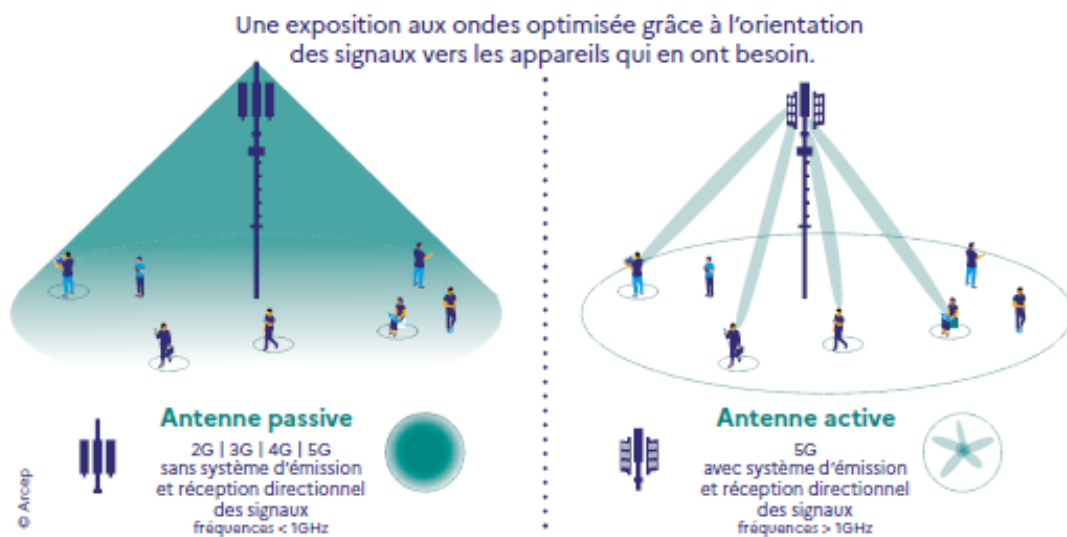 Une exposition aux ondes optimisée grâce à l'orientation
des signaux vers les appareils qui en ont besoin.
Antenne passive
2G | 3G | 4G | 5G
sans système d'émission
et réception directionnel
des signaux
fréquences < 1GHz
Antenne active
5G
avec système d'émission
et réception directionnel
des signaux
fréquences > 1GHz
© Arcep